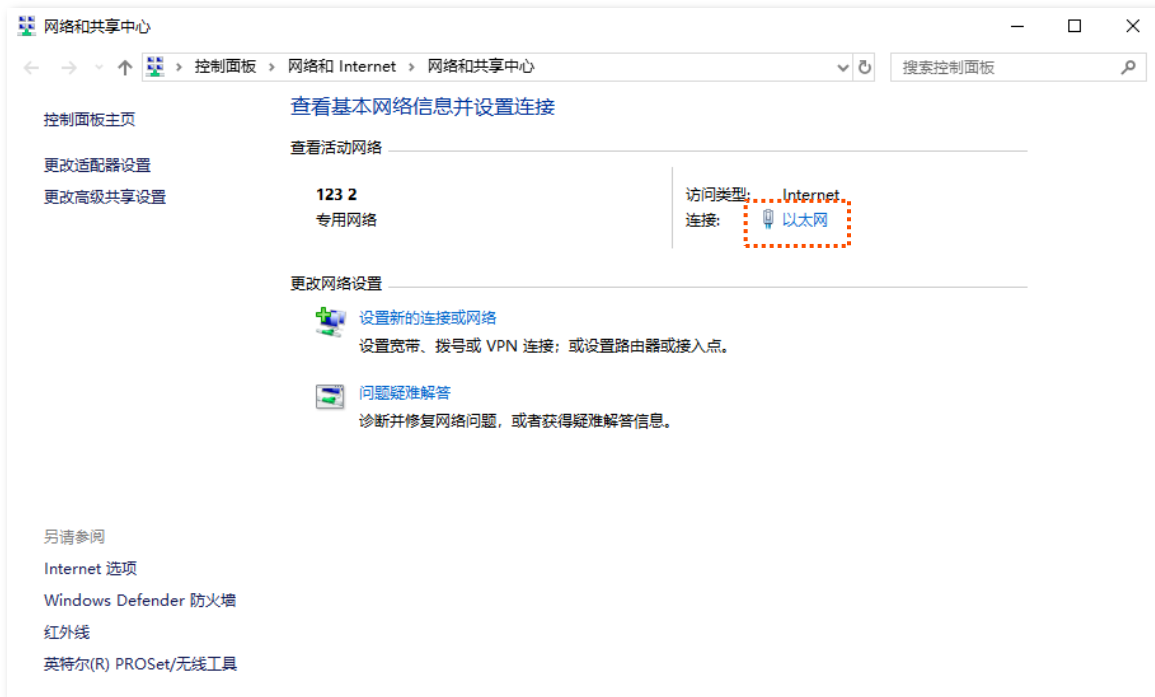 网络和共享中心
控制面板 › 网络和 Internet › 网络和共享中心
搜索控制面板
控制面板主页
更改适配器设置
更改高级共享设置
查看基本网络信息并设置连接
查看活动网络
123 2
专用网络
访问类型: Internet
连接: 以太网
更改网络设置
设置新的连接或网络
设置宽带、拨号或 VPN 连接；或设置路由器或接入点。
问题疑难解答
诊断并修复网络问题，或者获得疑难解答信息。
另请参阅
Internet 选项
Windows Defender 防火墙
红外线
英特尔(R) PROSet/无线工具